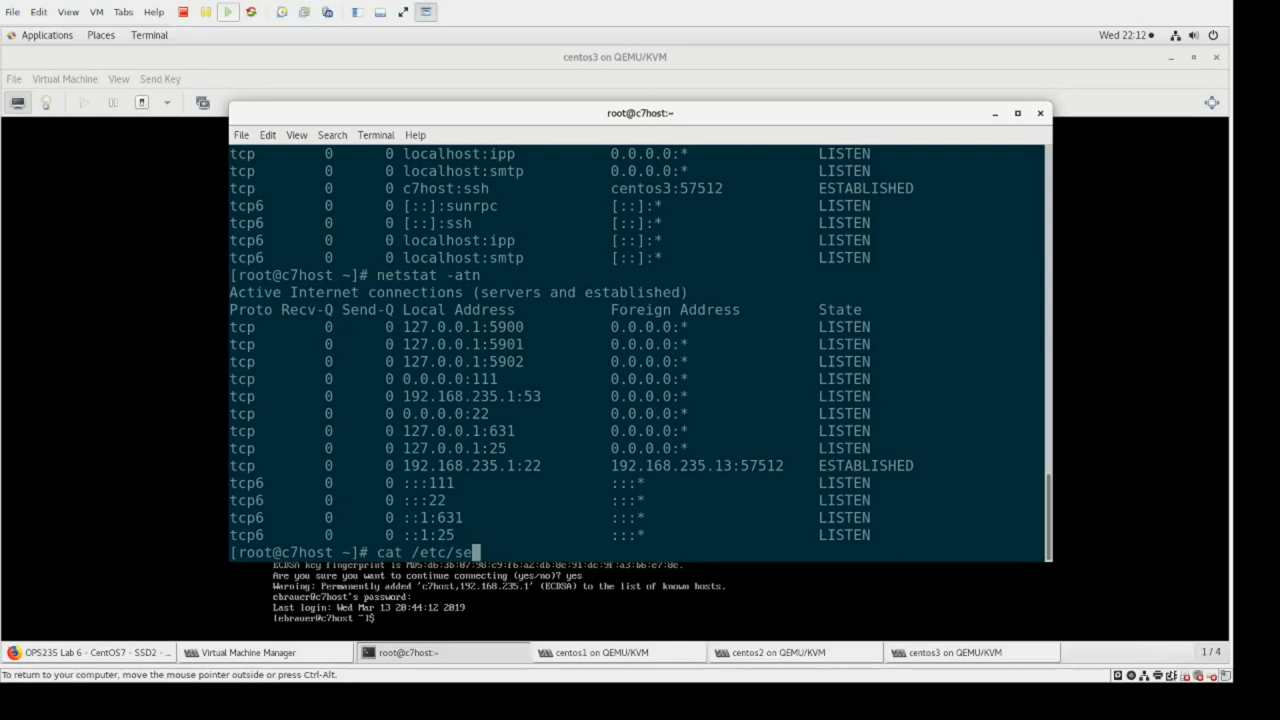 File Edit View VM Tabs Help
Applications Places Terminal Wed 22:12
centos3 on QEMU/KVM
File Virtual Machine View Send Key
root@c7host:~
File Edit View Search Terminal Help
tcp 0 0 localhost:ipp 0.0.0.0:* LISTEN
tcp 0 0 localhost:smtp 0.0.0.0:* LISTEN
tcp 0 0 c7host:ssh centos3:57512 ESTABLISHED
tcp6 0 0 [::]:sunrpc [::]:* LISTEN
tcp6 0 0 [::]:ssh [::]:* LISTEN
tcp6 0 0 localhost:ipp [::]:* LISTEN
tcp6 0 0 localhost:smtp [::]:* LISTEN
[root@c7host ~]# netstat -atn
Active Internet connections (servers and established)
Proto Recv-Q Send-Q Local Address Foreign Address State
tcp 0 0 127.0.0.1:5900 0.0.0.0:* LISTEN
tcp 0 0 127.0.0.1:5901 0.0.0.0:* LISTEN
tcp 0 0 127.0.0.1:5902 0.0.0.0:* LISTEN
tcp 0 0 0.0.0.0:111 0.0.0.0:* LISTEN
tcp 0 0 192.168.235.1:53 0.0.0.0:* LISTEN
tcp 0 0 0.0.0.0:22 0.0.0.0:* LISTEN
tcp 0 0 127.0.0.1:631 0.0.0.0:* LISTEN
tcp 0 0 127.0.0.1:25 0.0.0.0:* LISTEN
tcp 0 0 192.168.235.1:22 192.168.235.13:57512 ESTABLISHED
tcp6 0 0 :::111 :::* LISTEN
tcp6 0 0 :::22 :::* LISTEN
tcp6 0 0 ::1:631 :::* LISTEN
tcp6 0 0 ::1:25 :::* LISTEN
[root@c7host ~]# cat /etc/se
ECDSA key fingerprint is
Are you sure you want to continue connecting (yes/no)? yes
Warning: Permanently added 'c7host,192.168.235.1' (ECDSA) to the list of known hosts.
ebrauer@c7host's password:
Last login: Wed Mar 13 20:44:12 2019
[ebrauer@c7host ~]$
OPS235 Lab 6 - CentOS7 - SSD2 - ... Virtual Machine Manager root@c7host:~ centos1 on QEMU/KVM centos2 on QEMU/KVM centos3 on QEMU/KVM 1 / 4
To return to your computer, move the mouse pointer outside or press Ctrl-Alt.